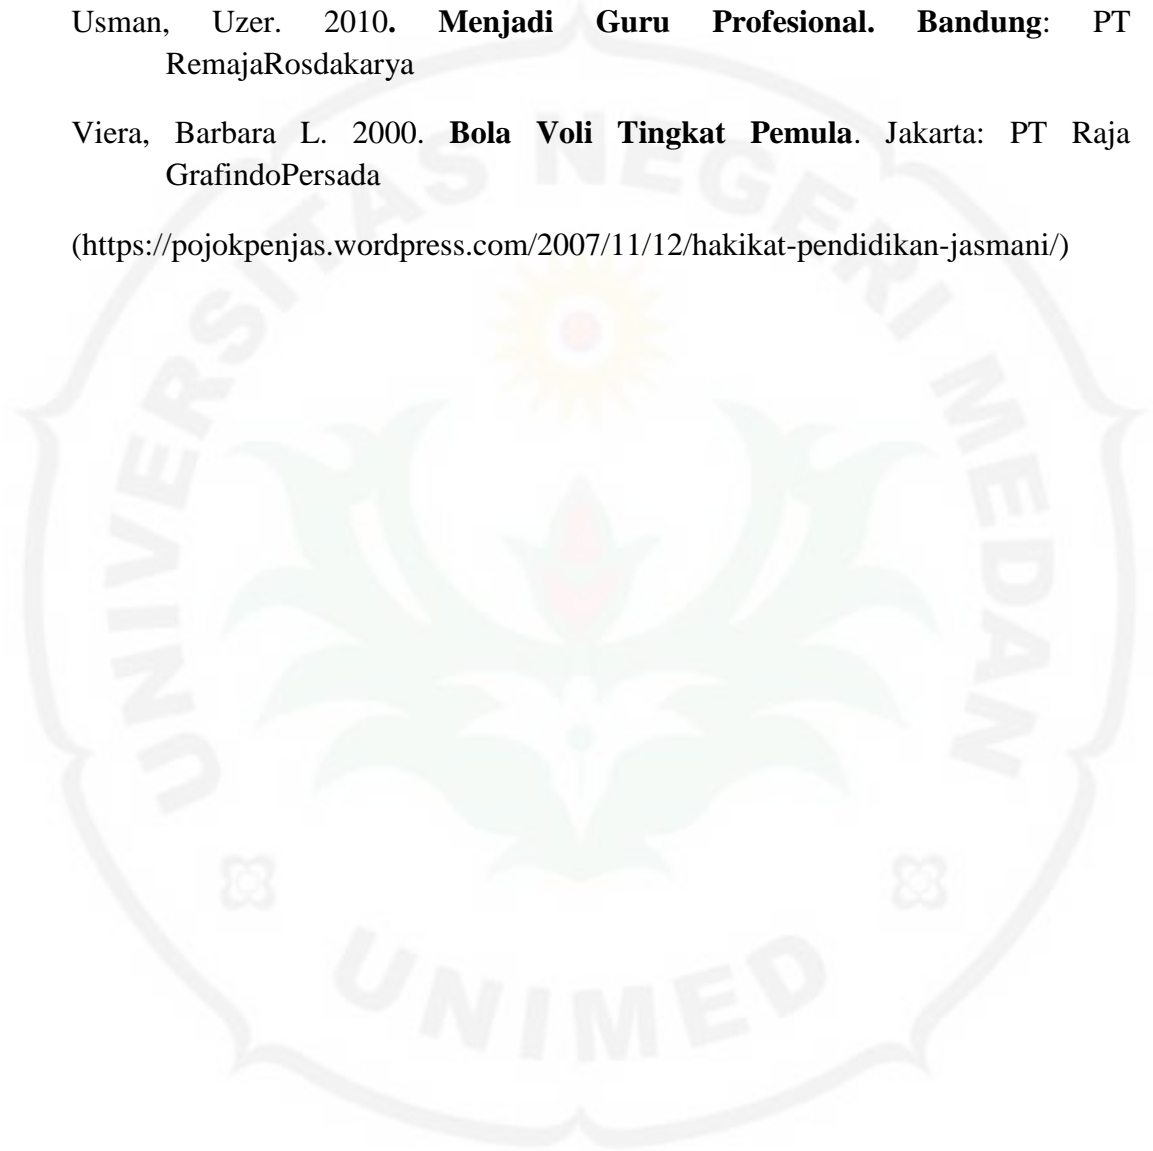 Usman, Uzer. 2010. Menjadi Guru Profesional. Bandung: PT
RemajaRosdakarya
Viera, Barbara L. 2000. Bola Voli Tingkat Pemula. Jakarta: PT Raja
GrafindoPersada
(https://pojokpenjas.wordpress.com/2007/11/12/hakikat-pendidikan-jasmani/)
UNIVERSITAS NEGERI MEDAN
UNIMED